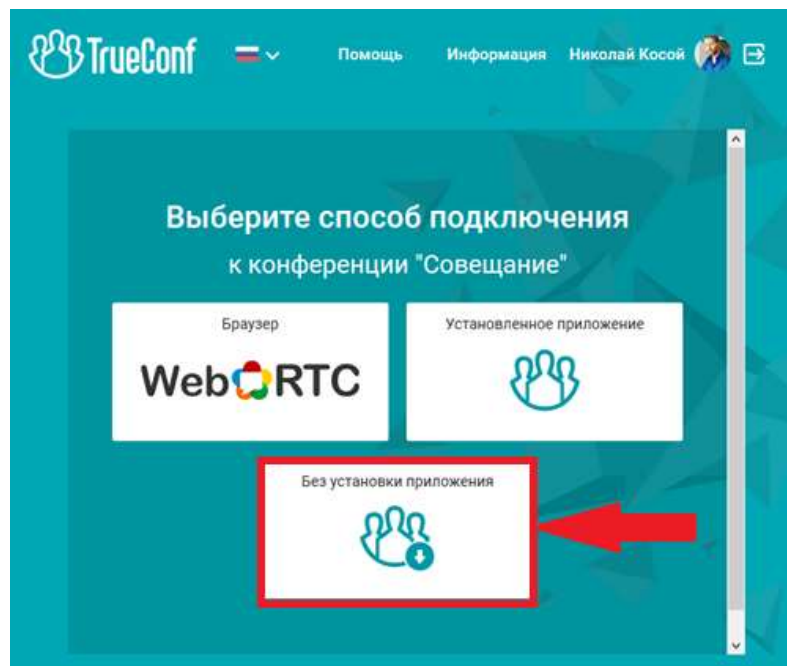 TrueConf
Помощь
Информация
Николай Косой
Выберите способ подключения
к конференции "Совещание"
Браузер
Установленное приложение
WebRTC
Без установки приложения